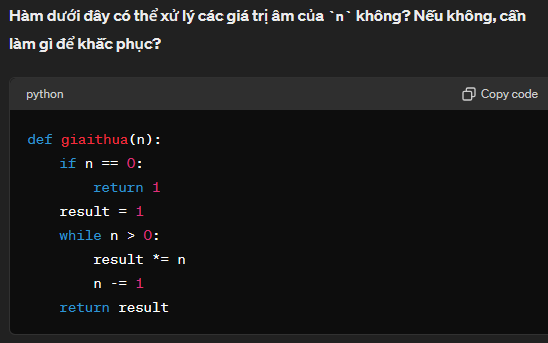 Hàm dưới đây có thể xử lý các giá trị âm của `n` không? Nếu không, cần
làm gì để khắc phục?
python
Copy code
def giaithua(n):
    if n == 0:
        return 1
    result = 1
    while n > 0:
        result *= n
        n -= 1
    return result